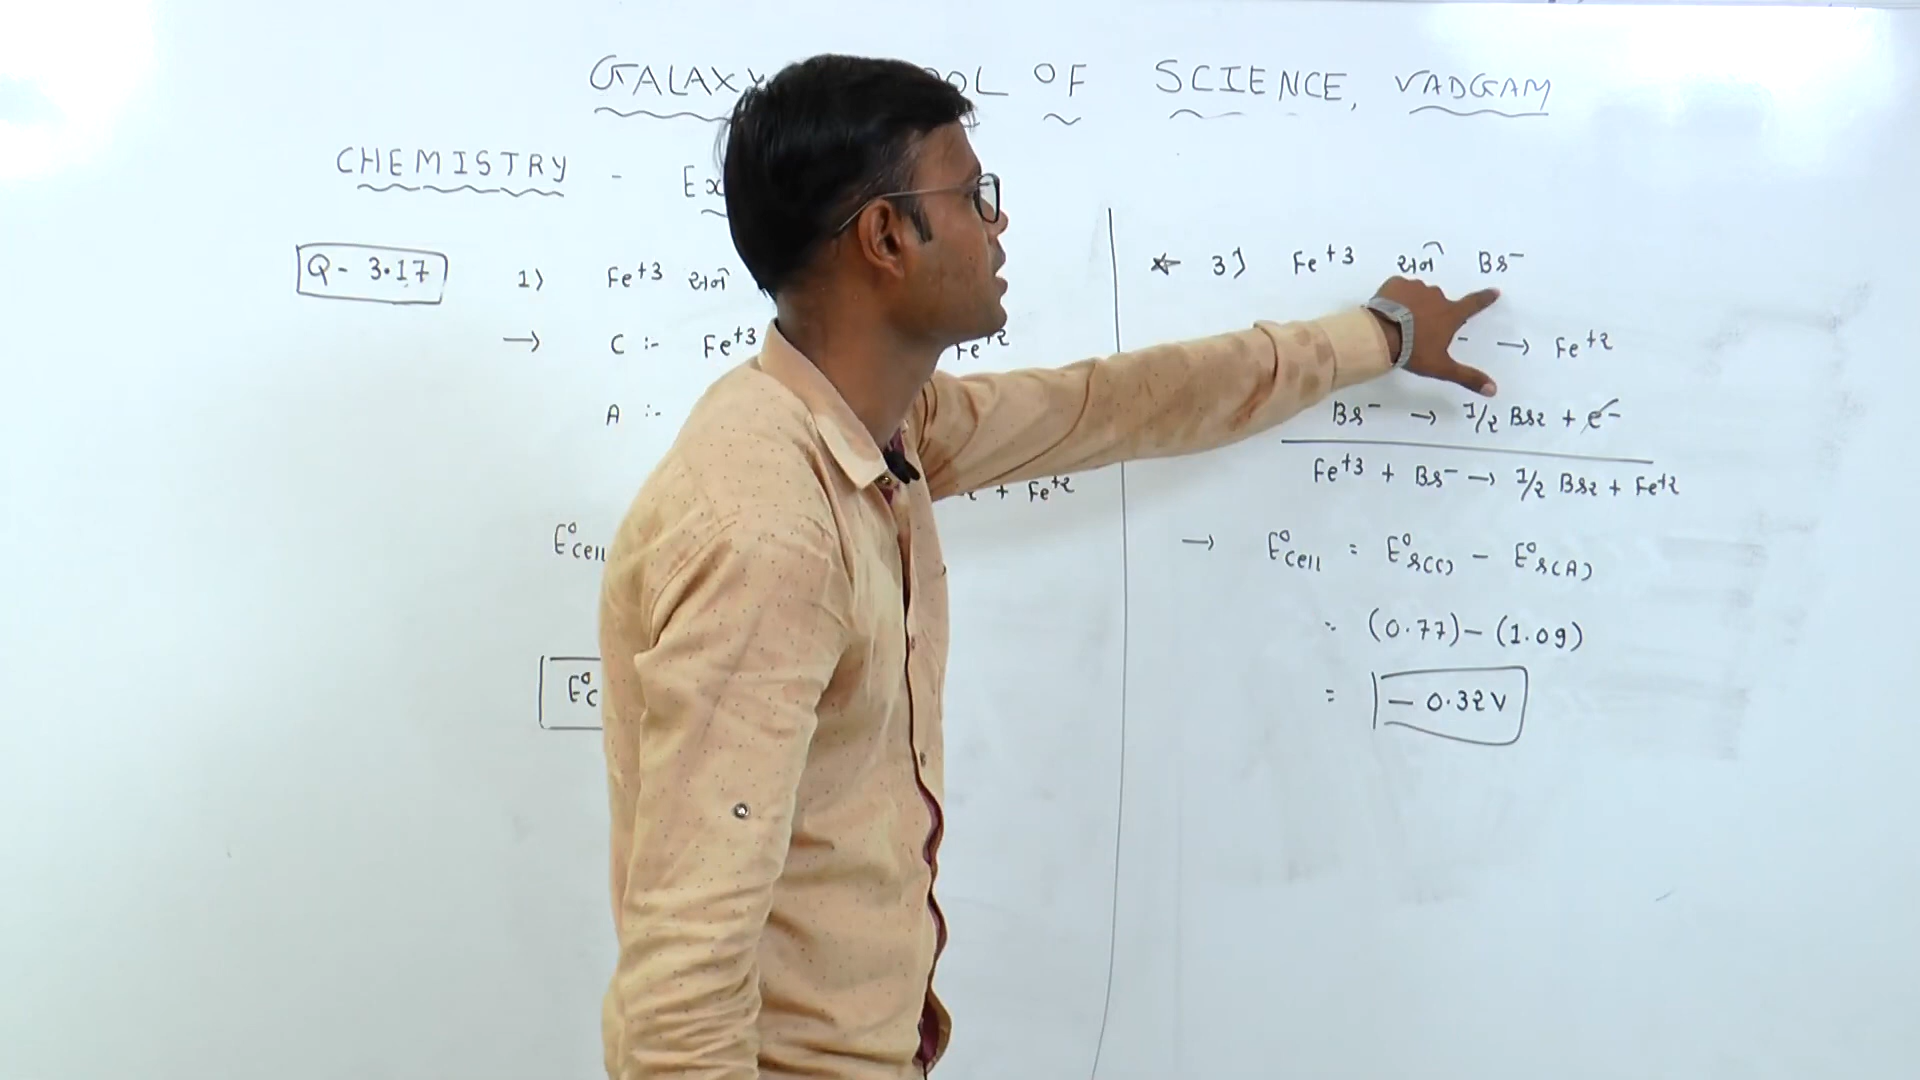 GALAXY OF SCIENCE, VADGAM
CHEMISTRY -
Q - 3.17
1) Fe+3 અને
→ C :- Fe+3 Fe+2
A :-
+ Fe+2
E°cell
* 3) Fe+3 અને Br-
→ Fe+2
Br- → 1/2 Br2 + e-
Fe+3 + Br- → 1/2 Br2 + Fe+2
→ E°cell = E°r(C) - E°r(A)
= (0.77) - (1.09)
= - 0.32V